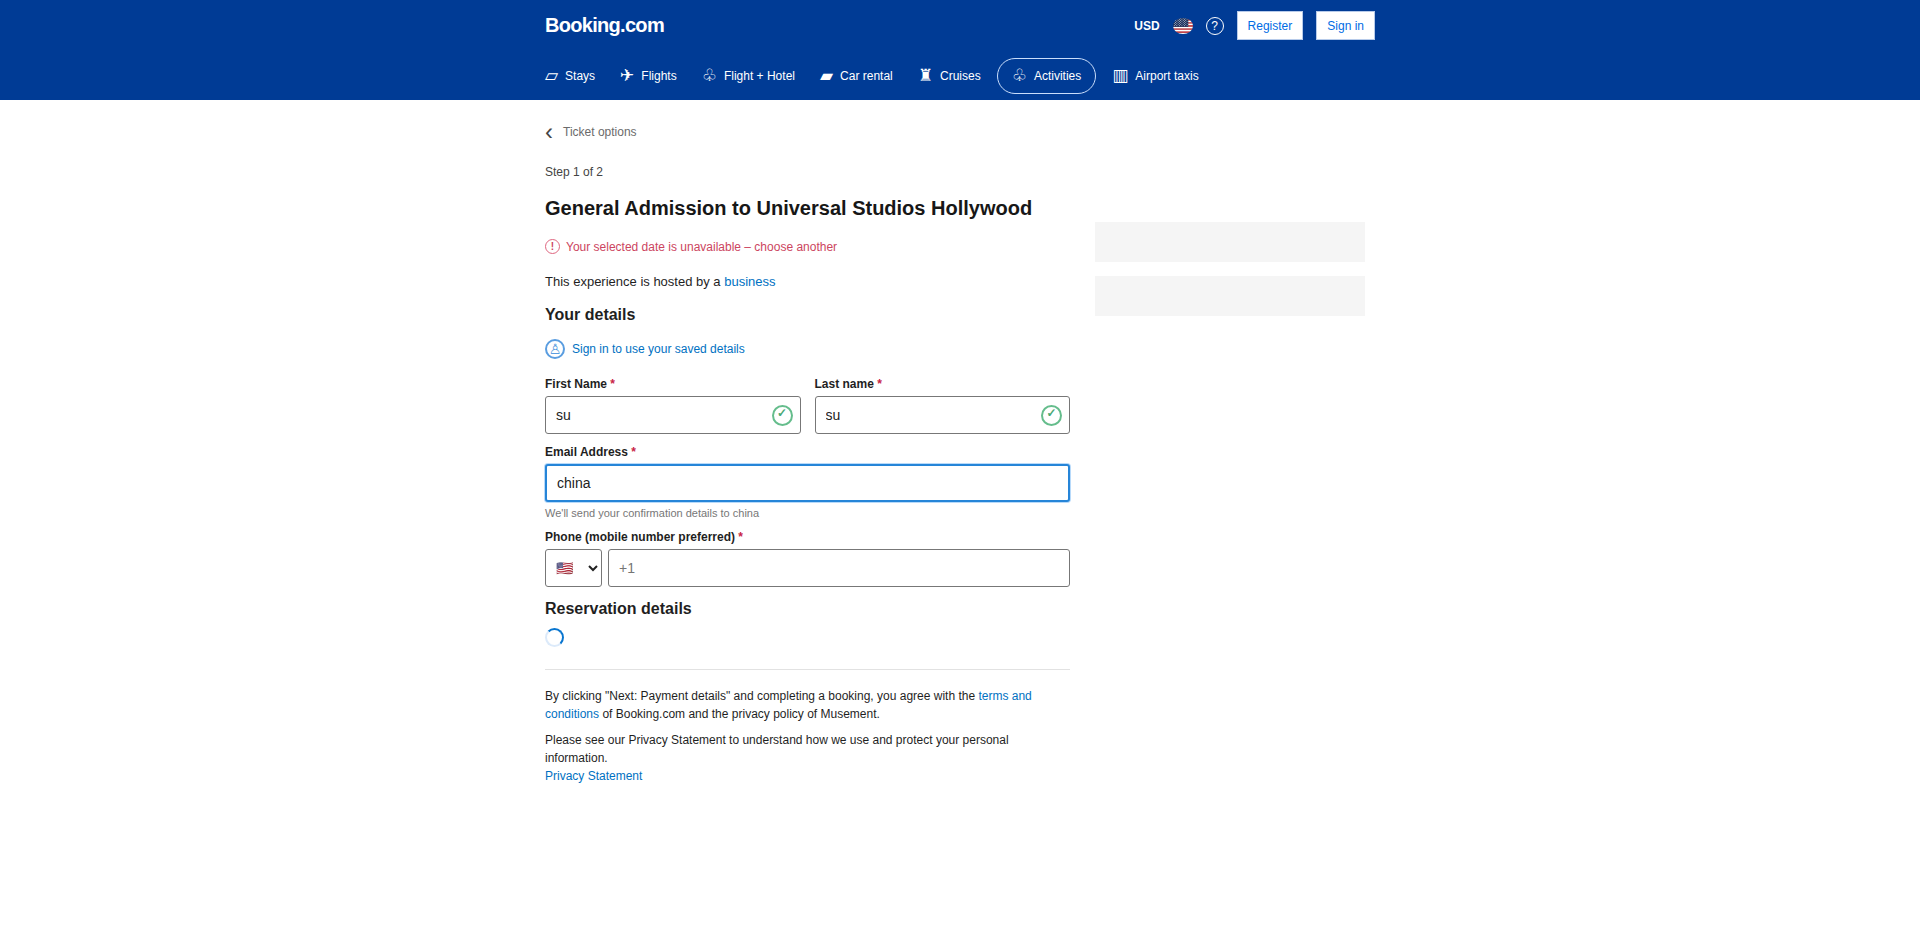 Booking.com
USD ? Register Sign in
Stays Flights Flight + Hotel Car rental Cruises Activities Airport taxis
Ticket options
Step 1 of 2
General Admission to Universal Studios Hollywood
! Your selected date is unavailable – choose another
This experience is hosted by a business
Your details
Sign in to use your saved details
First Name * Last name *
su su
Email Address *
china
We'll send your confirmation details to china
Phone (mobile number preferred) *
+1
Reservation details
By clicking "Next: Payment details" and completing a booking, you agree with the terms and
conditions of Booking.com and the privacy policy of Musement.
Please see our Privacy Statement to understand how we use and protect your personal
information.
Privacy Statement